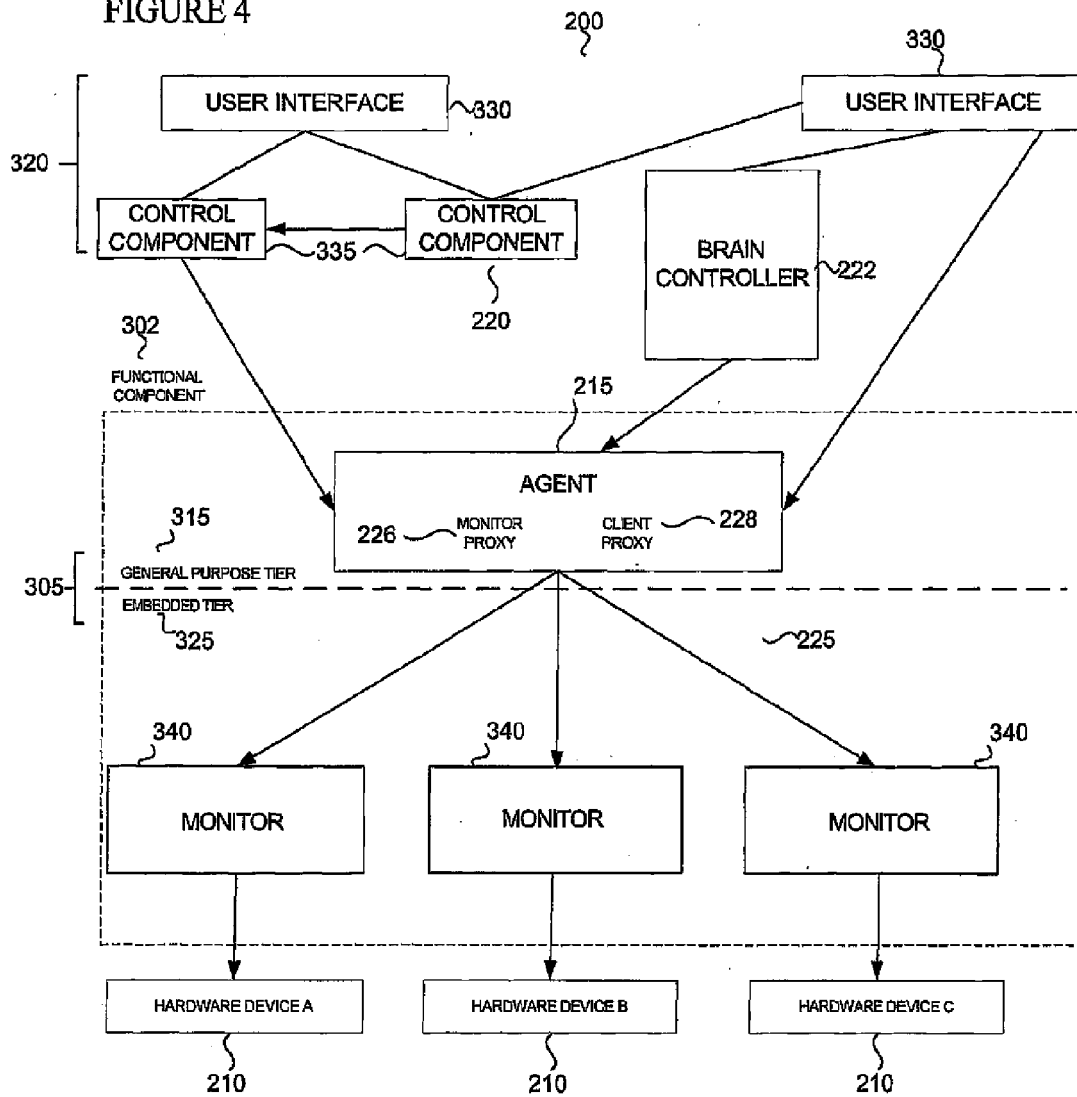 FIGURE 4
200
330
USER INTERFACE
330
USER INTERFACE
320
CONTROL
COMPONENT
335
CONTROL
COMPONENT
BRAIN
CONTROLLER
222
220
302
FUNCTIONAL
COMPONENT
215
AGENT
226
MONITOR
PROXY
CLIENT
PROXY
228
315
GENERAL PURPOSE TIER
305
EMBEDDED TIER
325
225
340
340
340
MONITOR
MONITOR
MONITOR
HARDWARE DEVICE A
HARDWARE DEVICE B
HARDWARE DEVICE C
210
210
210